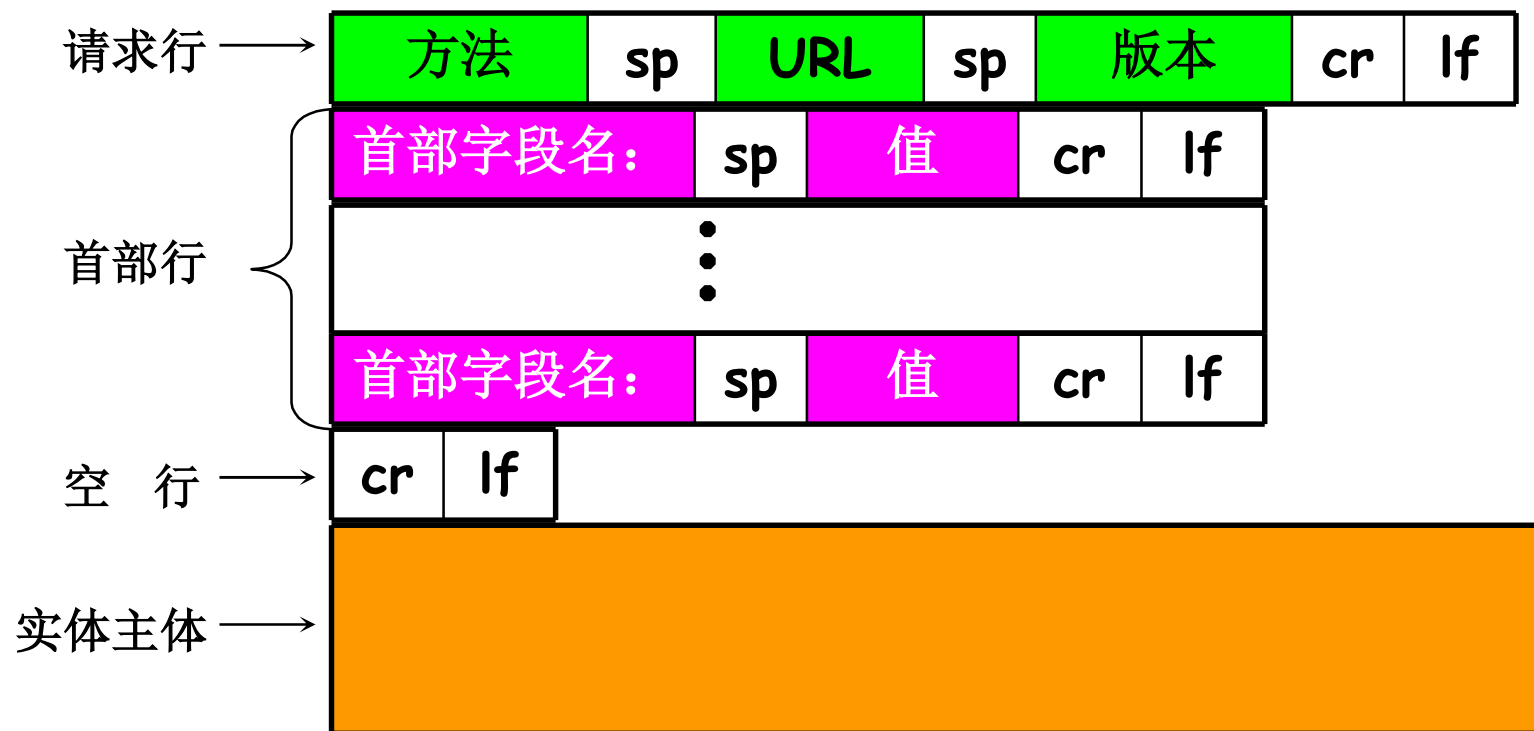 请求行 方法 sp URL sp 版本 cr lf
首部字段名： sp 值 cr lf
首部行
首部字段名： sp 值 cr lf
空 行 cr lf
实体主体